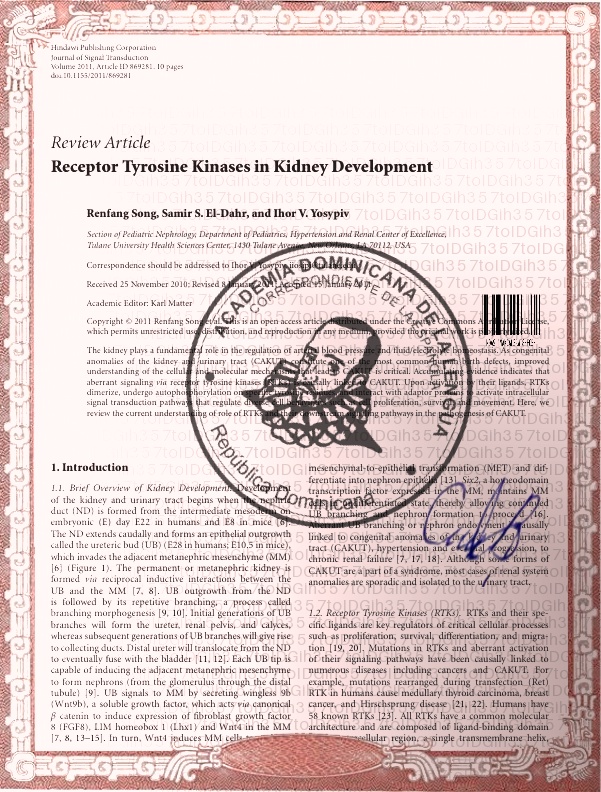 Hindawi Publishing Corporation
Journal of Signal Transduction
Volume 2011, Article ID 869281, 10 pages
doi:10.1155/2011/869281
Review Article
Receptor Tyrosine Kinases in Kidney Development
Renfang Song, Samir S. El-Dahr, and Ihor V. Yosypiv
Section of Pediatric Nephrology, Department of Pediatrics, Hypertension and Renal Center of Excellence,
Tulane University Health Sciences Center, 1430 Tulane Avenue, New Orleans, LA 70112, USA
Correspondence should be addressed to Ihor V. Yosypiv,
Received 25 November 2010; Revised 8 January 2011; Accepted 15 January 2011
Academic Editor: Karl Matter
Copyright © 2011 Renfang Song et al. This is an open access article distributed under the Creative Commons Attribution License,
which permits unrestricted use, distribution, and reproduction in any medium, provided the original work is properly cited.
The kidney plays a fundamental role in the regulation of arterial blood pressure and fluid/electrolyte homeostasis. As congenital
anomalies of the kidney and urinary tract (CAKUT) constitute one of the most common human birth defects, improved
understanding of the cellular and molecular mechanisms that lead to CAKUT is critical. Accumulating evidence indicates that
aberrant signaling via receptor tyrosine kinases (RTKs) is causally linked to CAKUT. Upon activation by their ligands, RTKs
dimerize, undergo autophosphorylation on specific tyrosine residues, and interact with adaptor proteins to activate intracellular
signal transduction pathways that regulate diverse cell behaviors such as cell proliferation, survival, and movement. Here, we
review the current understanding of role of RTKs and their downstream signaling pathways in the pathogenesis of CAKUT.
ACADEMIA DOMINICANA DE LA LENGUA
CORRESPONDIENTE DE LA ESPAÑOLA
República Dominicana
1. Introduction
1.1. Brief Overview of Kidney Development. Development
of the kidney and urinary tract begins when the nephric
duct (ND) is formed from the intermediate mesoderm on
embryonic (E) day E22 in humans and E8 in mice [6].
The ND extends caudally and forms an epithelial outgrowth
called the ureteric bud (UB) (E28 in humans; E10.5 in mice),
which invades the adjacent metanephric mesenchyme (MM)
[6] (Figure 1). The permanent or metanephric kidney is
formed via reciprocal inductive interactions between the
UB and the MM [7, 8]. UB outgrowth from the ND
is followed by its repetitive branching, a process called
branching morphogenesis [9, 10]. Initial generations of UB
branches will form the ureter, renal pelvis, and calyces,
whereas subsequent generations of UB branches will give rise
to collecting ducts. Distal ureter will translocate from the ND
to eventually fuse with the bladder [11, 12]. Each UB tip is
capable of inducing the adjacent metanephric mesenchyme
to form nephrons (from the glomerulus through the distal
tubule) [9]. UB signals to MM by secreting wingless 9b
(Wnt9b), a soluble growth factor, which acts via canonical
β catenin to induce expression of fibroblast growth factor
8 (FGF8), LIM homeobox 1 (Lhx1) and Wnt4 in the MM
[7, 8, 13–15]. In turn, Wnt4 induces MM cells
mesenchymal-to-epithelial transformation (MET) and dif-
ferentiate into nephron epithelia [13]. Six2, a homeodomain
transcription factor expressed in the MM, maintains MM
cells in undifferentiated state, thereby allowing continued
UB branching and nephron formation to proceed [16].
Aberrant UB branching or nephron endowment is causally
linked to congenital anomalies of the kidney and urinary
tract (CAKUT), hypertension and in progression, to
chronic renal failure [7, 17, 18]. Although some forms of
CAKUT are a part of a syndrome, most cases of renal system
anomalies are sporadic and isolated to the urinary tract.
1.2. Receptor Tyrosine Kinases (RTKs). RTKs and their spe-
cific ligands are key regulators of critical cellular processes
such as proliferation, survival, differentiation, and migra-
tion [19, 20]. Mutations in RTKs and aberrant activation
of their signaling pathways have been causally linked to
numerous diseases including cancers and CAKUT. For
example, mutations rearranged during transfection (Ret)
RTK in humans cause medullary thyroid carcinoma, breast
cancer, and Hirschsprung disease [21, 22]. Humans have
58 known RTKs [23]. All RTKs have a common molecular
architecture and are composed of ligand-binding domain
cellular region, a single transmembrane helix,